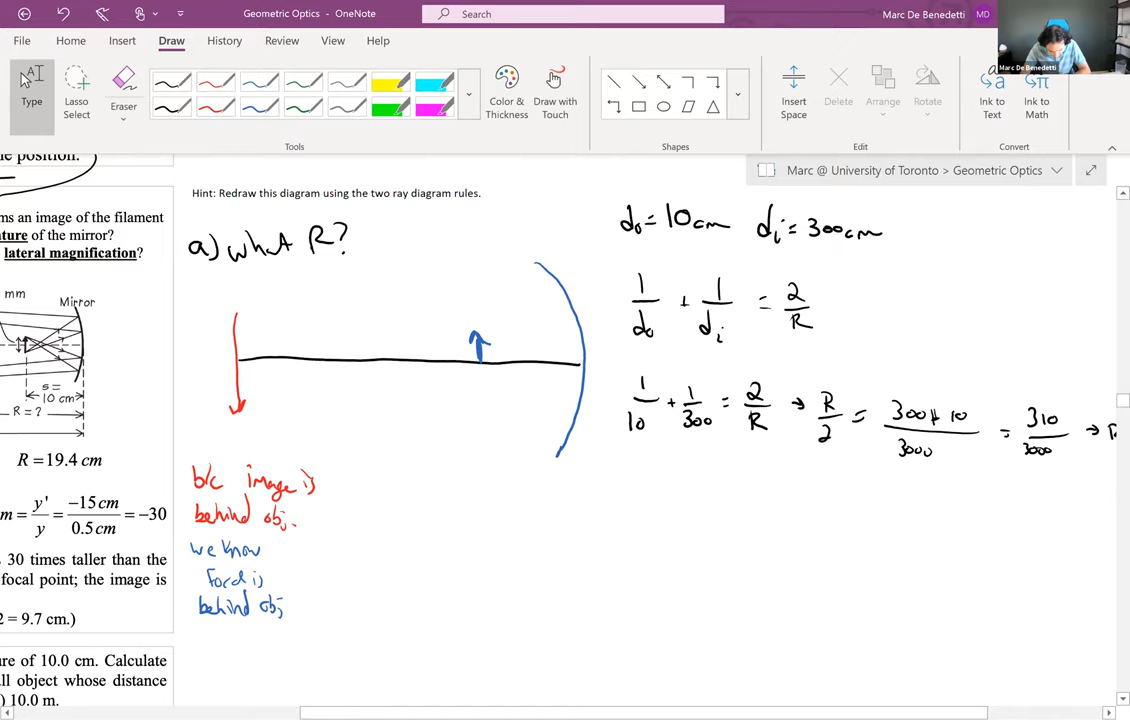 Geometric Optics - OneNote
Search
Marc De Benedetti
MD
File
Home
Insert
Draw
History
Review
View
Help
Marc De Benedetti
Type
Lasso Select
Eraser
Color & Thickness
Draw with Touch
Insert Space
Delete
Arrange
Rotate
Ink to Text
Ink to Math
Tools
Shapes
Edit
Convert
Marc @ University of Toronto > Geometric Optics
position.
Hint: Redraw this diagram using the two ray diagram rules.
ms an image of the filament
ature of the mirror?
lateral magnification?
mm
Mirror
s=
10 cm
R = ?
R = 19.4 cm
m = y'/y = −15 cm/0.5 cm = −30
30 times taller than the
focal point; the image is
2 = 9.7 cm.)
ure of 10.0 cm. Calculate
all object whose distance
) 10.0 m.
a) what R?
b/c image is
behind obj.
we know
focal is
behind obj
do = 10cm di = 300cm
1/do + 1/di = 2/R
1/10 + 1/300 = 2/R → R/2 = 300+10/3000 = 310/3000 → R